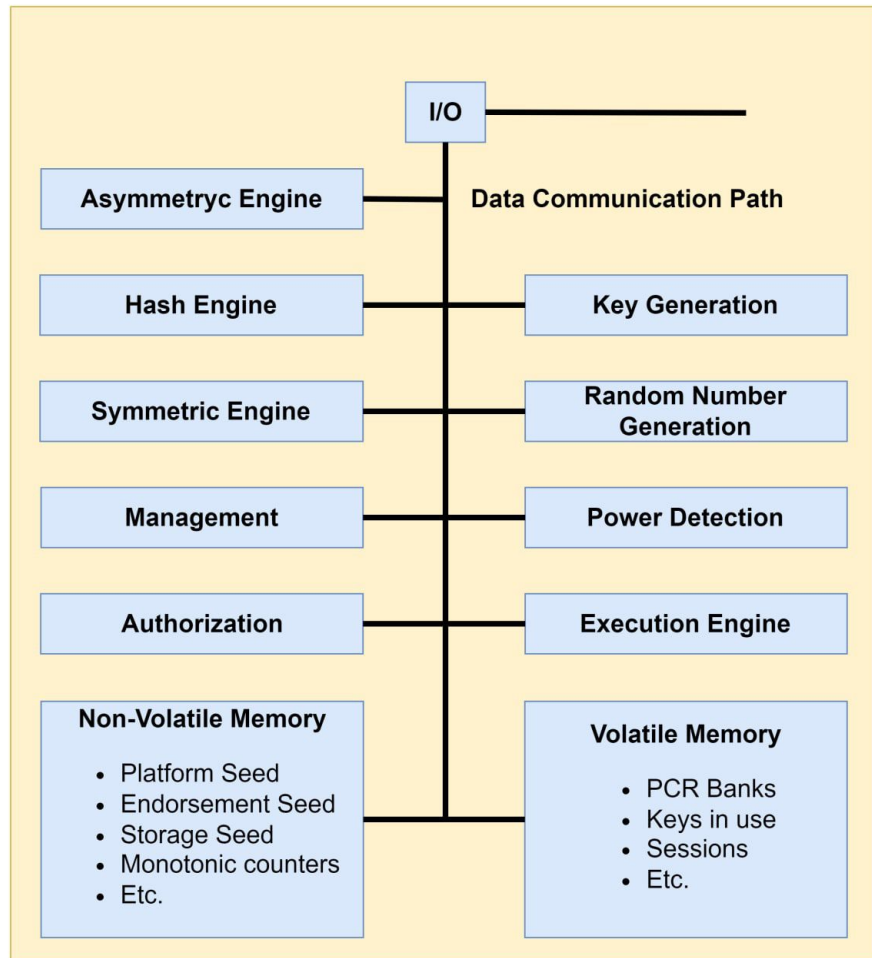 I/O
Asymmetryc Engine
Data Communication Path
Hash Engine
Key Generation
Symmetric Engine
Random Number
Generation
Management
Power Detection
Authorization
Execution Engine
Non-Volatile Memory
• Platform Seed
• Endorsement Seed
• Storage Seed
• Monotonic counters
• Etc.
Volatile Memory
• PCR Banks
• Keys in use
• Sessions
• Etc.